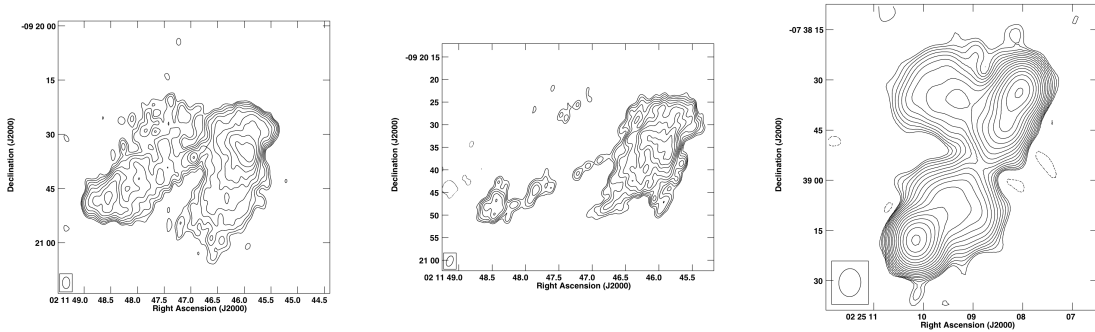 -09 20 00
15
30
45
21 00
Declination (J2000)
02 11 49.0 48.5 48.0 47.5 47.0 46.5 46.0 45.5 45.0 44.5
Right Ascension (J2000)
-09 20 15
20
25
30
35
40
45
50
55
21 00
Declination (J2000)
02 11 49.0 48.5 48.0 47.5 47.0 46.5 46.0 45.5
Right Ascension (J2000)
-07 38 15
30
45
39 00
15
30
Declination (J2000)
02 25 11 10 09 08 07
Right Ascension (J2000)